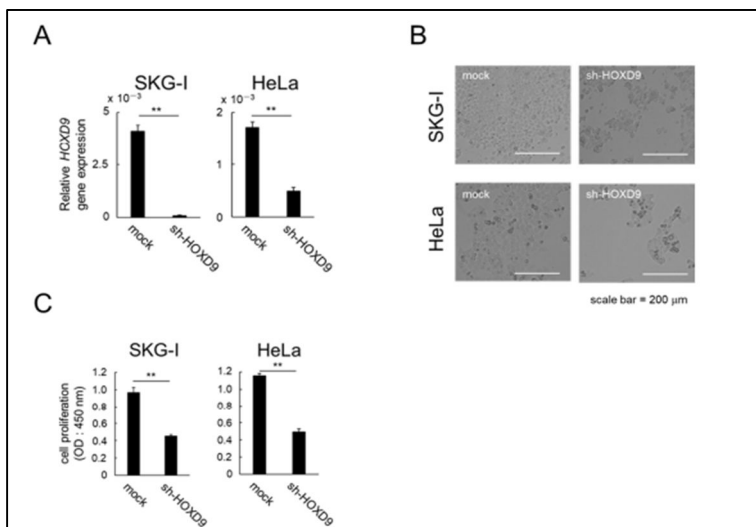 A
SKG-I
HeLa
x 10⁻³
x 10⁻³
Relative HCXD9
gene expression
5
2.5
0
**
mock
sh-HOXD9
2
1
0
**
mock
sh-HOXD9
B
SKG-I
mock
sh-HOXD9
HeLa
mock
sh-HOXD9
scale bar = 200 μm
C
SKG-I
HeLa
cell proliferation
(OD : 450 nm)
1.2
1.0
0.8
0.6
0.4
0.2
0
**
mock
sh-HOXD9
1.2
1.0
0.8
0.6
0.4
0.2
0
**
mock
sh-HOXD9